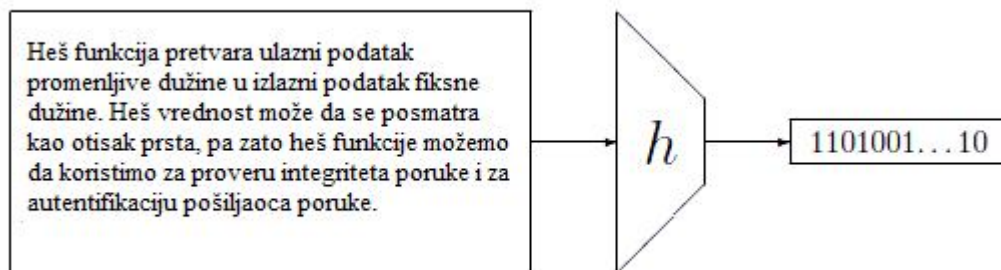 Heš funkcija pretvara ulazni podatak
promenljive dužine u izlazni podatak fiksne
dužine. Heš vrednost može da se posmatra
kao otisak prsta, pa zato heš funkcije možemo
da koristimo za proveru integriteta poruke i za
autentifikaciju pošiljaoca poruke.
h
1101001...10